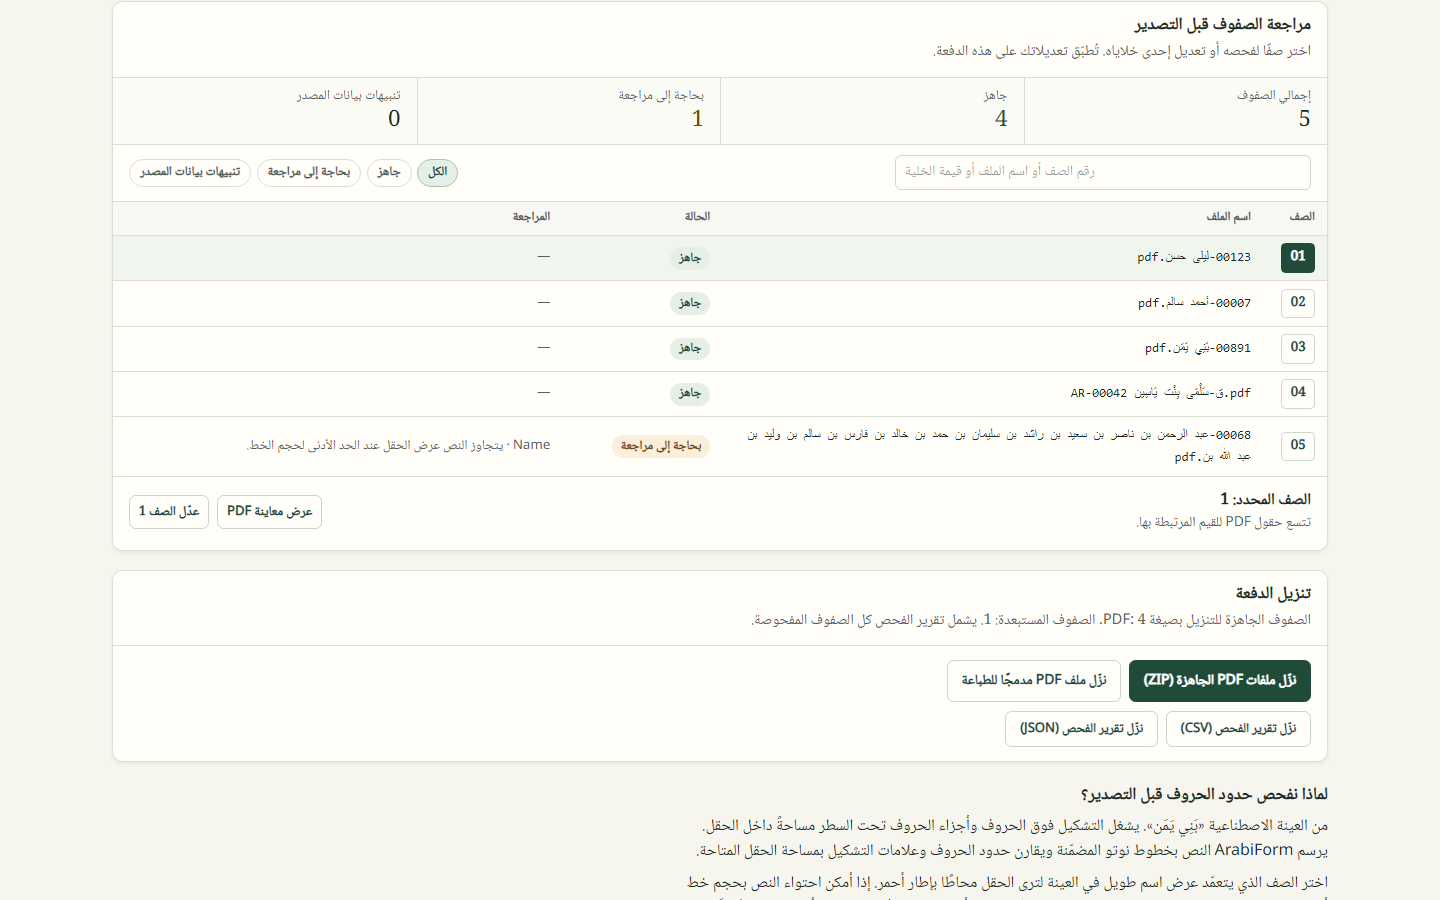 مراجعة الصفوف قبل التصدير
اختر صفًا لفحصه أو تعديل إحدى خلاياه. تُطبّق تعديلاتك على هذه الدفعة.
إجمالي الصفوف
5
جاهز
4
بحاجة إلى مراجعة
1
تنبيهات بيانات المصدر
0
رقم الصف أو اسم الملف أو قيمة الخلية
الكل
جاهز
بحاجة إلى مراجعة
تنبيهات بيانات المصدر
الصف اسم الملف الحالة المراجعة
01 00123-ليلى حسن.pdf جاهز —
02 00007-أحمد سالم.pdf جاهز —
03 00891-بَنِي يَمَن.pdf جاهز —
04 AR-00042 ق-سَلْمَى بِنْت يَاسِين.pdf جاهز —
05 00068-عبد الرحمن بن ناصر بن سعيد بن راشد بن سليمان بن حمد بن خالد بن فارس بن سالم بن وليد بن
عبد الله بن.pdf
بحاجة إلى مراجعة
Name · يتجاوز النص عرض الحقل عند الحد الأدنى لحجم الخط.
الصف المحدد: 1
تتسع حقول PDF للقيم المرتبطة بها.
عرض معاينة PDF
عدّل الصف 1
تنزيل الدفعة
الصفوف الجاهزة للتنزيل بصيغة PDF: 4. الصفوف المستبعدة: 1. يشمل تقرير الفحص كل الصفوف المفحوصة.
نزّل ملفات PDF الجاهزة (ZIP)
نزّل ملف PDF مدمجًا للطباعة
نزّل تقرير الفحص (CSV)
نزّل تقرير الفحص (JSON)
لماذا نفحص حدود الحروف قبل التصدير؟
من العينة الاصطناعية «بَنِي يَمَن». يشغل التشكيل فوق الحروف وأجزاء الحروف تحت السطر مساحةً داخل الحقل.
يرسم ArabiForm النص بخطوط نوتو المضمّنة ويقارن حدود الحروف وعلامات التشكيل بمساحة الحقل المتاحة.
اختر الصف الذي يتعمّد عرض اسم طويل في العينة لترى الحقل محاطًا بإطار أحمر. إذا أمكن احتواء النص بحجم خط